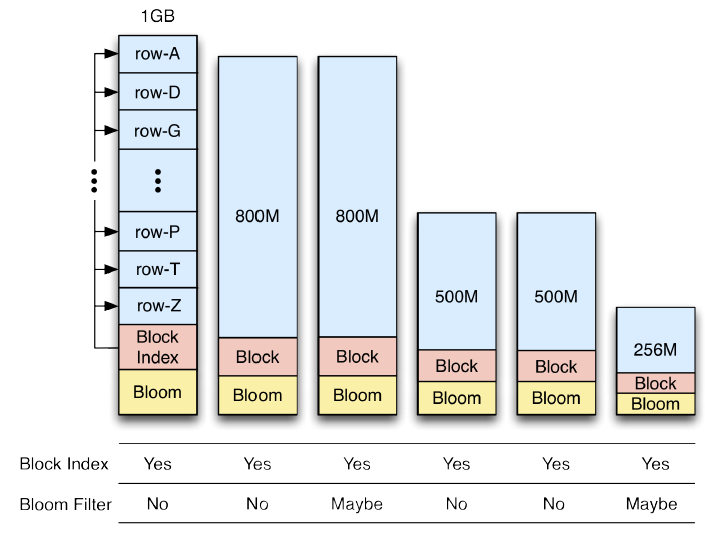 1GB
row-A
row-D
row-G
row-P
row-T
row-Z
Block
Index
Bloom
800M
Block
Bloom
800M
Block
Bloom
500M
Block
Bloom
500M
Block
Bloom
256M
Block
Bloom
Block Index Yes Yes Yes Yes Yes Yes
Bloom Filter No No Maybe No No Maybe